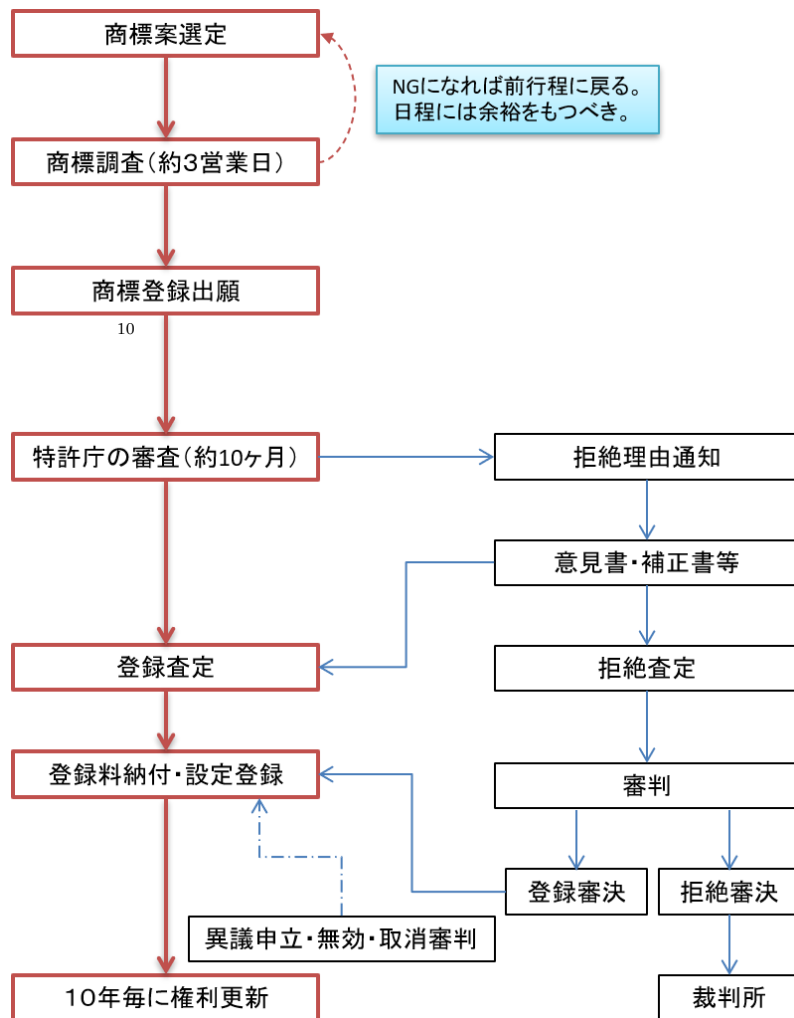 商標案選定
NGになれば前行程に戻る。
日程には余裕をもつべき。
商標調査（約３営業日）
商標登録出願
10
特許庁の審査（約10ヶ月）
拒絶理由通知
意見書・補正書等
登録査定
拒絶査定
登録料納付・設定登録
審判
登録審決
拒絶審決
異議申立・無効・取消審判
１０年毎に権利更新
裁判所